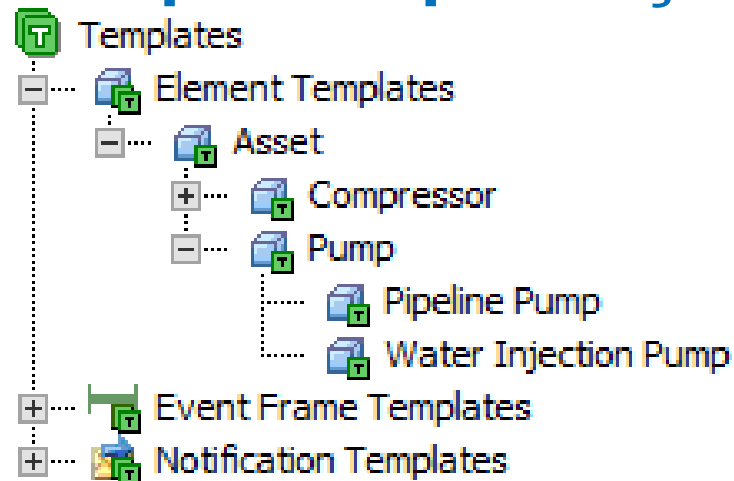 Templates
Element Templates
Asset
Compressor
Pump
Pipeline Pump
Water Injection Pump
Event Frame Templates
Notification Templates